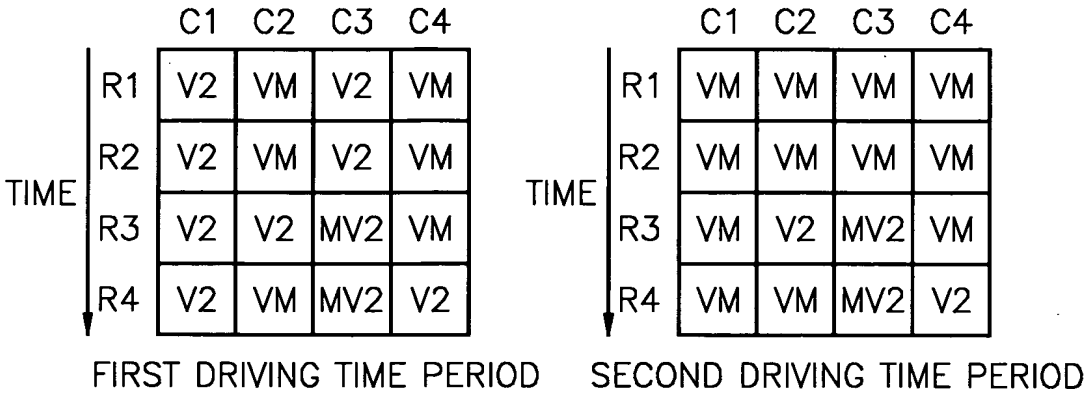 C1 C2 C3 C4 C1 C2 C3 C4
R1 V2 VM V2 VM R1 VM VM VM VM
R2 V2 VM V2 VM R2 VM VM VM VM
TIME TIME
R3 V2 V2 MV2 VM R3 VM V2 MV2 VM
R4 V2 VM MV2 V2 R4 VM VM MV2 V2
FIRST DRIVING TIME PERIOD SECOND DRIVING TIME PERIOD